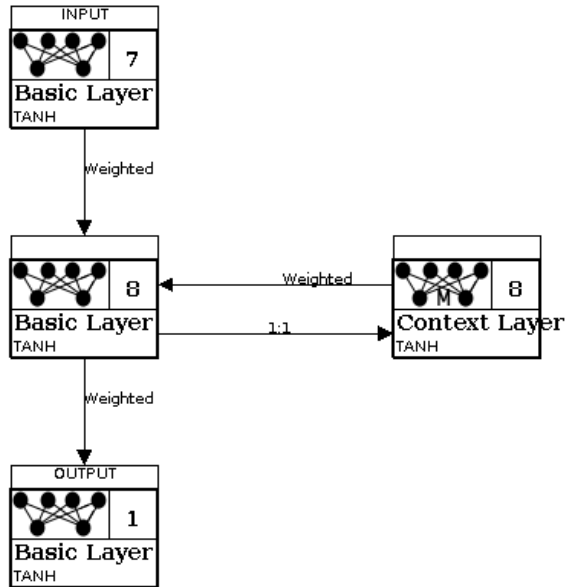 INPUT
7
Basic Layer
TANH
Weighted
8
Basic Layer
TANH
Weighted
1:1
M
8
Context Layer
TANH
Weighted
OUTPUT
1
Basic Layer
TANH